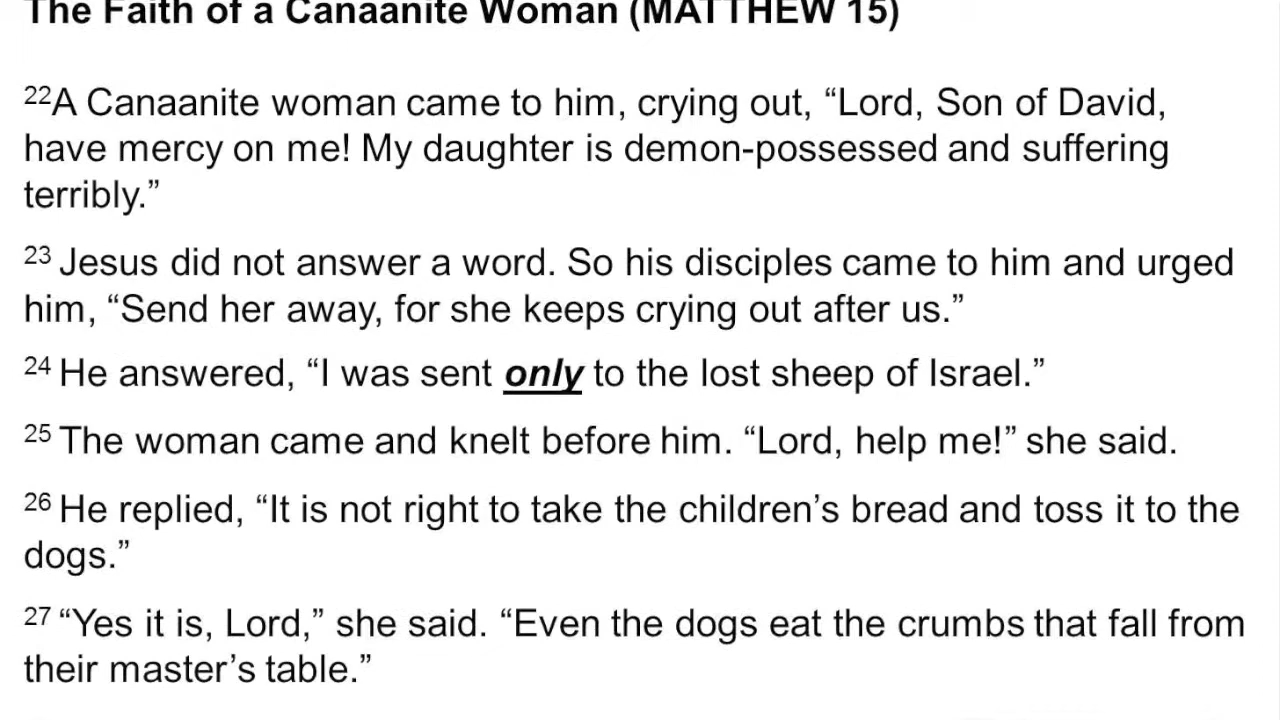 The Faith of a Canaanite Woman (MATTHEW 15)
22A Canaanite woman came to him, crying out, “Lord, Son of David,
have mercy on me! My daughter is demon-possessed and suffering
terribly.”
23 Jesus did not answer a word. So his disciples came to him and urged
him, “Send her away, for she keeps crying out after us.”
24 He answered, “I was sent only to the lost sheep of Israel.”
25 The woman came and knelt before him. “Lord, help me!” she said.
26 He replied, “It is not right to take the children’s bread and toss it to the
dogs.”
27 “Yes it is, Lord,” she said. “Even the dogs eat the crumbs that fall from
their master’s table.”